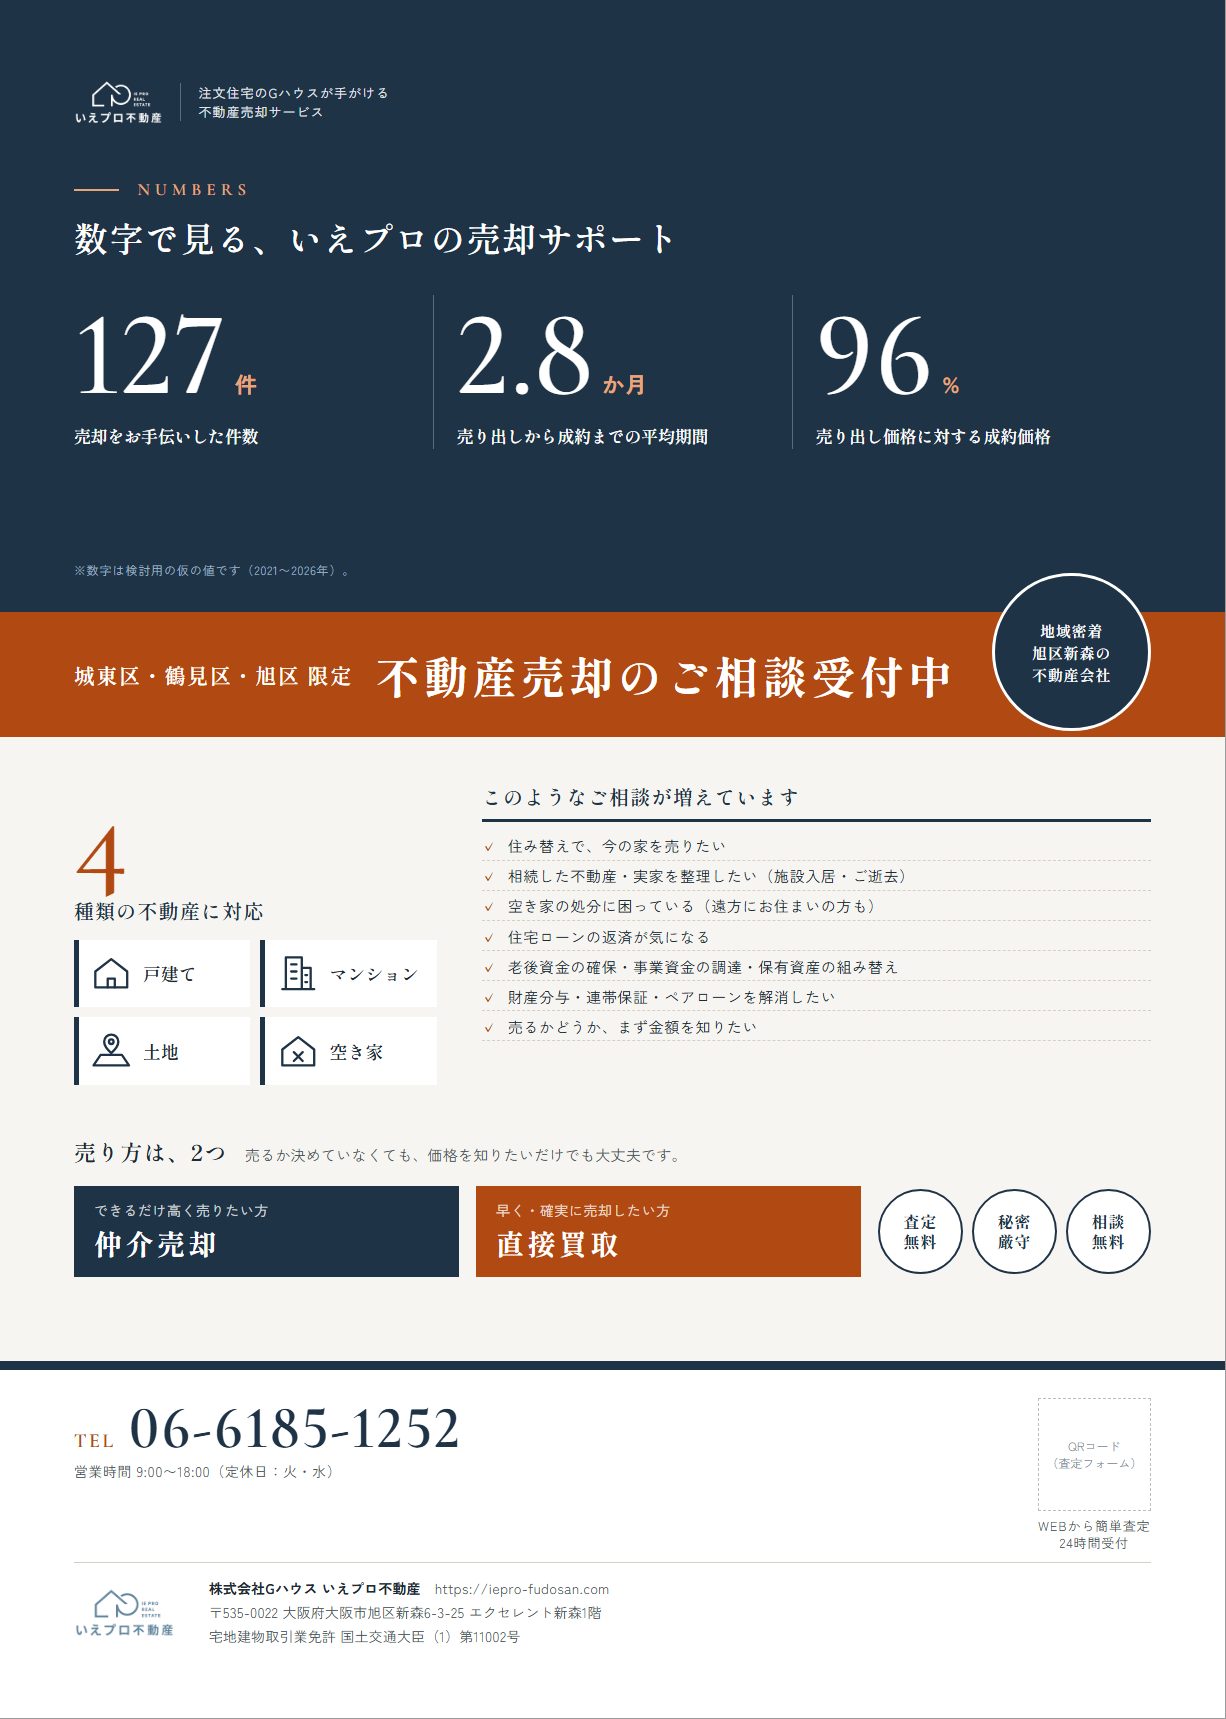 IE PRO
REAL
ESTATE
いえプロ不動産
注文住宅のGハウスが手がける
不動産売却サービス
NUMBERS
数字で見る、いえプロの売却サポート
127件
売却をお手伝いした件数
2.8か月
売り出しから成約までの平均期間
96%
売り出し価格に対する成約価格
※数字は検討用の仮の値です（2021〜2026年）。
城東区・鶴見区・旭区 限定 不動産売却のご相談受付中
地域密着
旭区新森の
不動産会社
4
種類の不動産に対応
戸建て
マンション
土地
空き家
このようなご相談が増えています
✓ 住み替えで、今の家を売りたい
✓ 相続した不動産・実家を整理したい（施設入居・ご逝去）
✓ 空き家の処分に困っている（遠方にお住まいの方も）
✓ 住宅ローンの返済が気になる
✓ 老後資金の確保・事業資金の調達・保有資産の組み替え
✓ 財産分与・連帯保証・ペアローンを解消したい
✓ 売るかどうか、まず金額を知りたい
売り方は、2つ 売るか決めていなくても、価格を知りたいだけでも大丈夫です。
できるだけ高く売りたい方
仲介売却
早く・確実に売却したい方
直接買取
査定
無料
秘密
厳守
相談
無料
TEL 06-6185-1252
営業時間 9:00〜18:00（定休日：火・水）
QRコード
（査定フォーム）
WEBから簡単査定
24時間受付
IE PRO
REAL
ESTATE
いえプロ不動産
株式会社Gハウス いえプロ不動産 https://iepro-fudosan.com
〒535-0022 大阪府大阪市旭区新森6-3-25 エクセレント新森1階
宅地建物取引業免許 国土交通大臣（1）第11002号